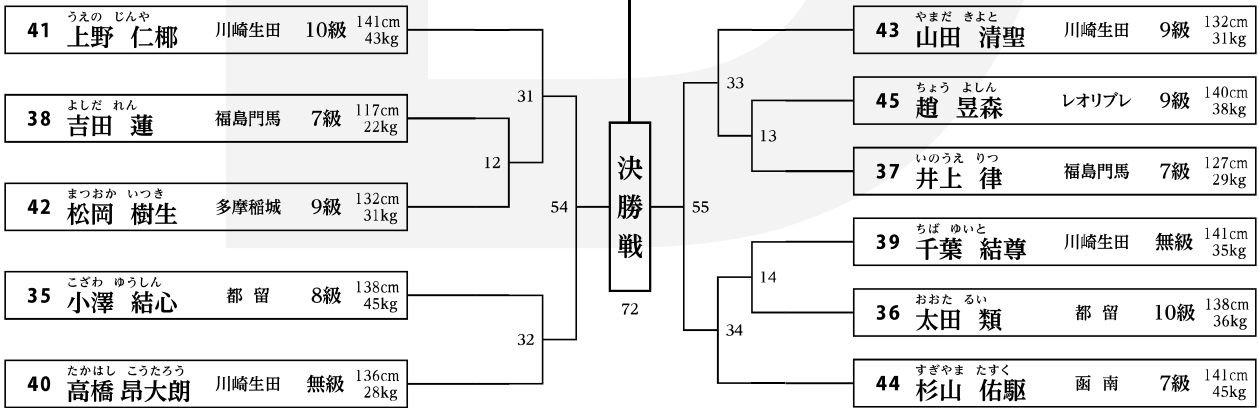 うえの じんや
41 上野 仁椰 川崎生田 10級 141cm 43kg
よしだ れん
38 吉田 蓮 福島門馬 7級 117cm 22kg
まつおか いつき
42 松岡 樹生 多摩稲城 9級 132cm 31kg
こざわ ゆうしん
35 小澤 結心 都 留 8級 138cm 45kg
たかはし こうたろう
40 高橋 昂大朗 川崎生田 無級 136cm 28kg
31
12
54
32
決勝戦
72
55
33
13
14
34
やまだ きよと
43 山田 清聖 川崎生田 9級 132cm 31kg
ちょう よしん
45 趙 昱森 レオリブレ 9級 140cm 38kg
いのうえ りつ
37 井上 律 福島門馬 7級 127cm 29kg
ちば ゆいと
39 千葉 結尊 川崎生田 無級 141cm 35kg
おおた るい
36 太田 類 都 留 10級 138cm 36kg
すぎやま たすく
44 杉山 佑駆 函 南 7級 141cm 45kg